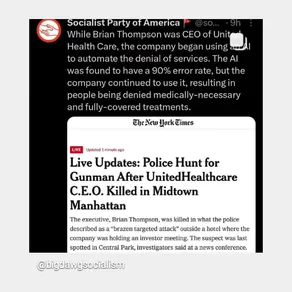 Socialist Party of America @so... · 9h
While Brian Thompson was CEO of United
Health Care, the company began using an AI
to automate the denial of services. The AI
was found to have a 90% error rate, but the
company continued to use it, resulting in
people being denied medically-necessary
and fully-covered treatments.
The New York Times
LIVE Updated 1 minute ago
Live Updates: Police Hunt for
Gunman After UnitedHealthcare
C.E.O. Killed in Midtown
Manhattan
The executive, Brian Thompson, was killed in what the police
described as a “brazen targeted attack” outside a hotel where the
company was holding an investor meeting. The suspect was last
spotted in Central Park, investigators said at a news conference.
@bigdawgsocialism